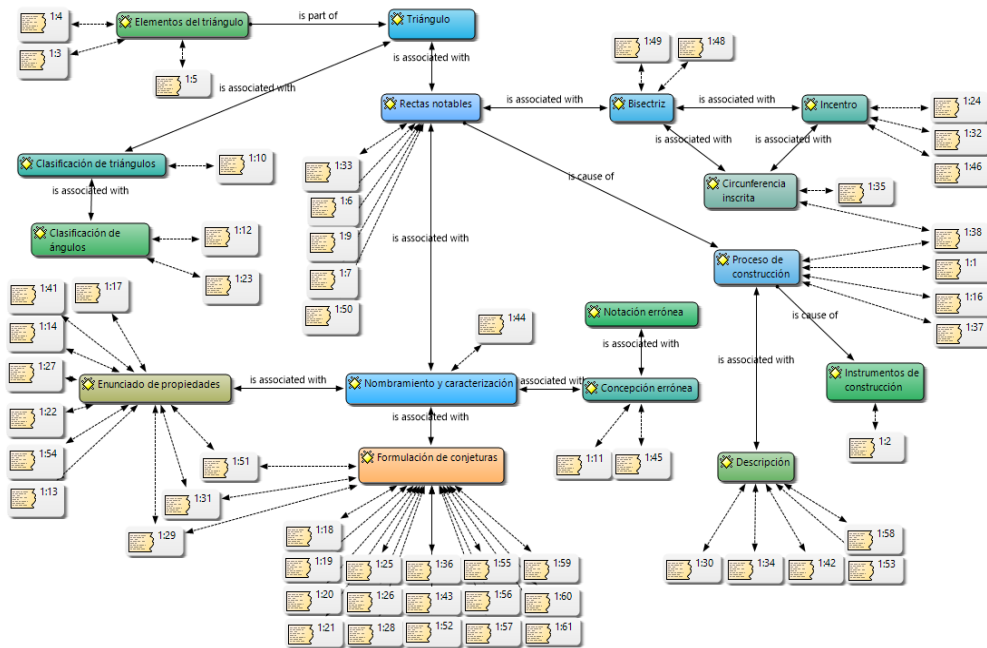 1:4
Elementos del triángulo
is part of
Triángulo
1:3
1:5
is associated with
is associated with
1:49
1:48
Rectas notables
is associated with
Bisectriz
is associated with
Incentro
1:24
1:32
1:46
is associated with
is associated with
Clasificación de triángulos
1:10
1:33
is cause of
Circunferencia
inscrita
1:35
is associated with
1:6
Clasificación de
ángulos
1:12
1:9
is associated with
1:38
1:23
1:7
Proceso de
construcción
1:1
1:41
1:17
1:50
1:16
1:14
1:44
Notación errónea
is cause of
1:37
1:27
is associated with
is associated with
Enunciado de propiedades
is associated with
Nombramiento y caracterización
associated with
Concepción errónea
Instrumentos de
construcción
1:22
is associated with
1:2
1:54
1:51
Formulación de conjeturas
1:11
1:45
Descripción
1:13
1:31
1:29
1:18
1:58
1:19
1:25
1:36
1:55
1:59
1:30
1:34
1:42
1:53
1:20
1:26
1:43
1:56
1:60
1:21
1:28
1:52
1:57
1:61